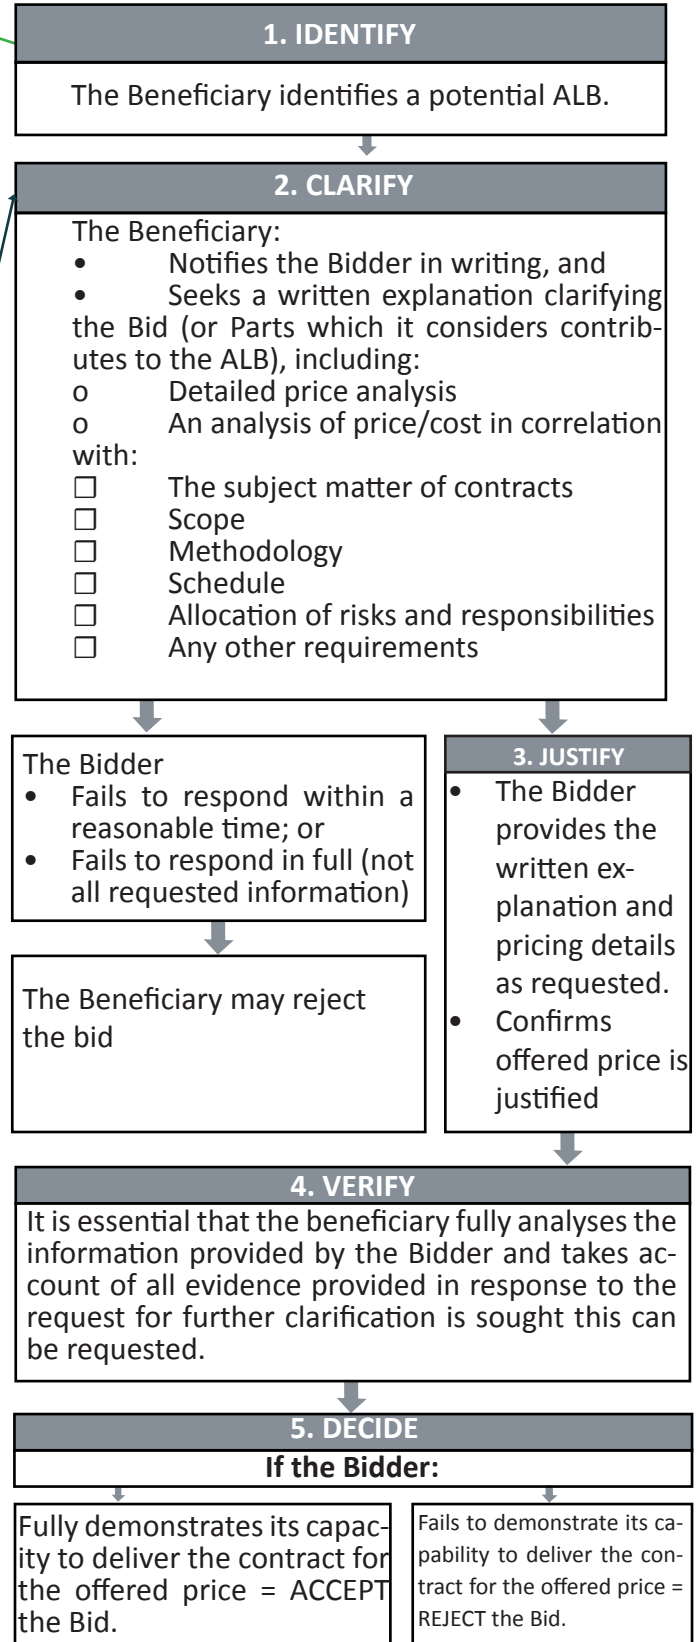 1. IDENTIFY
The Beneficiary identifies a potential ALB.
2. CLARIFY
The Beneficiary:
• Notifies the Bidder in writing, and
• Seeks a written explanation clarifying
the Bid (or Parts which it considers contrib-
utes to the ALB), including:
o Detailed price analysis
o An analysis of price/cost in correlation
with:
❒ The subject matter of contracts
❒ Scope
❒ Methodology
❒ Schedule
❒ Allocation of risks and responsibilities
❒ Any other requirements
The Bidder
• Fails to respond within a
reasonable time; or
• Fails to respond in full (not
all requested information)
The Beneficiary may reject
the bid
3. JUSTIFY
• The Bidder
provides the
written ex-
planation and
pricing details
as requested.
• Confirms
offered price is
justified
4. VERIFY
It is essential that the beneficiary fully analyses the
information provided by the Bidder and takes ac-
count of all evidence provided in response to the
request for further clarification is sought this can
be requested.
5. DECIDE
If the Bidder:
Fully demonstrates its capac-
ity to deliver the contract for
the offered price = ACCEPT
the Bid.
Fails to demonstrate its ca-
pability to deliver the con-
tract for the offered price =
REJECT the Bid.